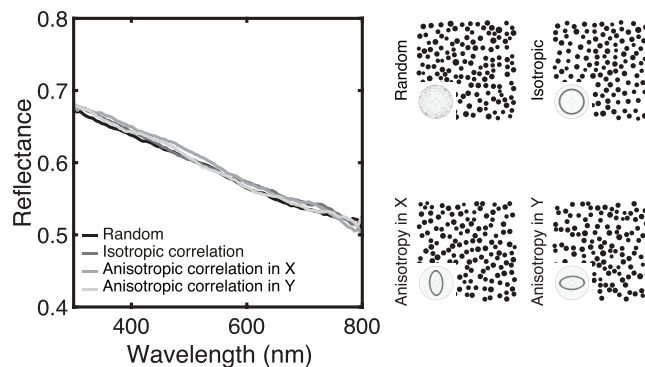 0.8
0.7
0.6
0.5
0.4
Reflectance
400
600
800
Wavelength (nm)
Random
Isotropic correlation
Anisotropic correlation in X
Anisotropic correlation in Y
Random
Isotropic
Anisotropy in X
Anisotropy in Y